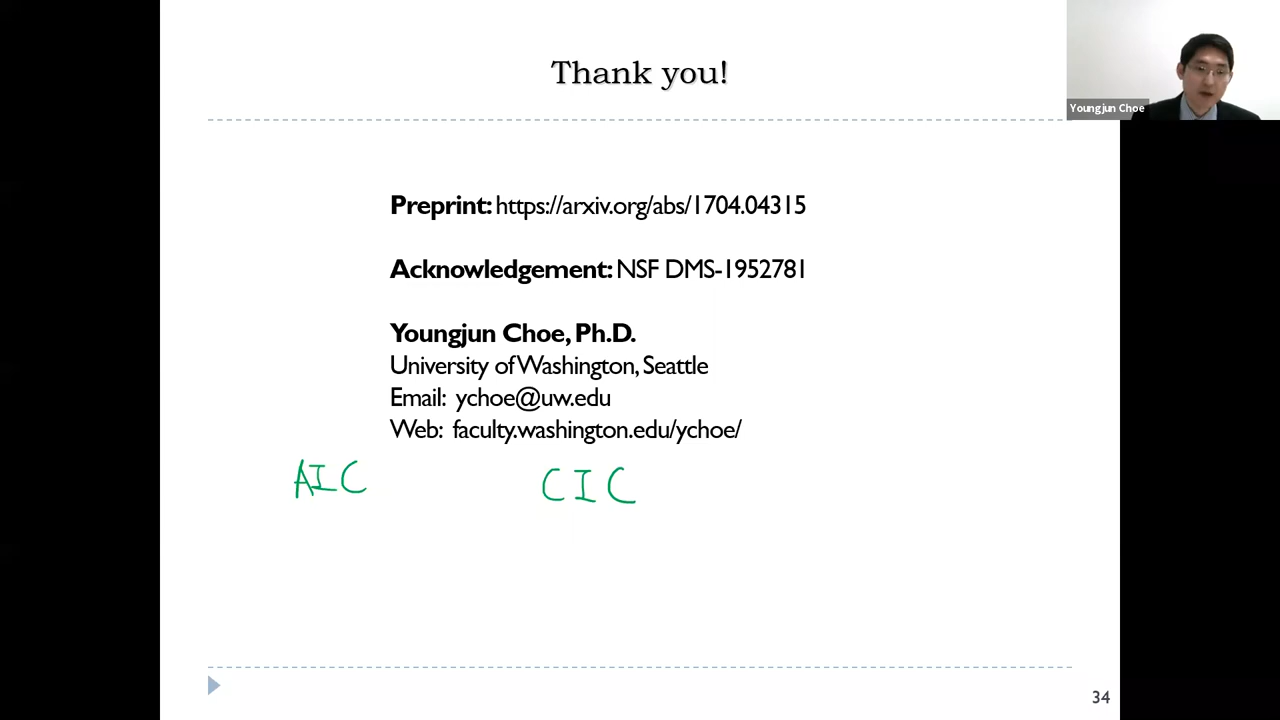 Thank you!
Youngjun Choe
Preprint: https://arxiv.org/abs/1704.04315
Acknowledgement: NSF DMS-1952781
Youngjun Choe, Ph.D.
University of Washington, Seattle
Email: ychoe@uw.edu
Web: faculty.washington.edu/ychoe/
AIC CIC
34